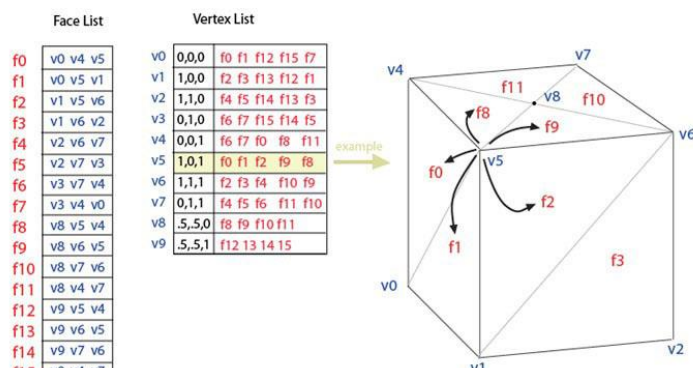 Face List
f0 v0 v4 v5
f1 v0 v5 v1
f2 v1 v5 v6
f3 v1 v6 v2
f4 v2 v6 v7
f5 v2 v7 v3
f6 v3 v7 v4
f7 v3 v4 v0
f8 v8 v5 v4
f9 v8 v6 v5
f10 v8 v7 v6
f11 v8 v4 v7
f12 v9 v5 v4
f13 v9 v6 v5
f14 v9 v7 v6
Vertex List
v0 0,0,0 f0 f1 f12 f15 f7
v1 1,0,0 f2 f3 f13 f12 f1
v2 1,1,0 f4 f5 f14 f13 f3
v3 0,1,0 f6 f7 f15 f14 f5
v4 0,0,1 f6 f7 f0 f8 f11
v5 1,0,1 f0 f1 f2 f9 f8
v6 1,1,1 f2 f3 f4 f10 f9
v7 0,1,1 f4 f5 f6 f11 f10
v8 .5,.5,0 f8 f9 f10 f11
v9 .5,.5,1 f12 13 14 15
example
v7
v4
f11
v8
f10
f8
f9
v6
v5
f0
f2
f1
f3
v0
v2
v1